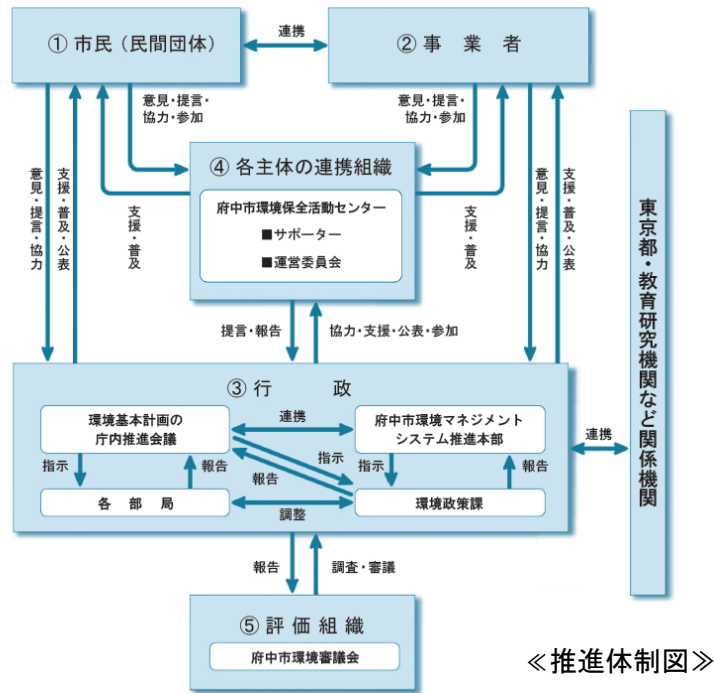 ① 市民（民間団体）
連携
② 事 業 者
意見・提言・
協力・参加
意見・提言・
協力・参加
④ 各主体の連携組織
府中市環境保全活動センター
■サポーター
■運営委員会
意見・提言・協力
支援・普及・公表
支援・普及
支援・普及
意見・提言・協力
支援・普及・公表
東京都・教育研究機関など関係機関
提言・報告
協力・支援・公表・参加
③ 行 政
環境基本計画の
庁内推進会議
連携
府中市環境マネジメント
システム推進本部
指示
報告
指示
報告
指示
報告
連携
各 部 局
調整
環境政策課
報告
調査・審議
⑤ 評 価 組 織
府中市環境審議会
≪推進体制図≫